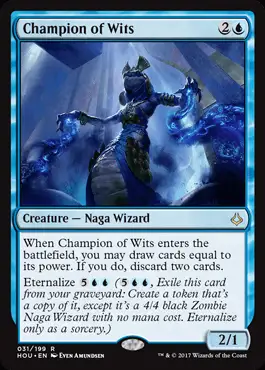 Champion of Wits 2
Creature — Naga Wizard
When Champion of Wits enters the
battlefield, you may draw cards equal to
its power. If you do, discard two cards.
Eternalize 5 (5, Exile this card
from your graveyard: Create a token that's
a copy of it, except it's a 4/4 black Zombie
Naga Wizard with no mana cost. Eternalize
only as a sorcery.)
2/1
031/199 R
HOU • EN Even Amundsen ™ & © 2017 Wizards of the Coast